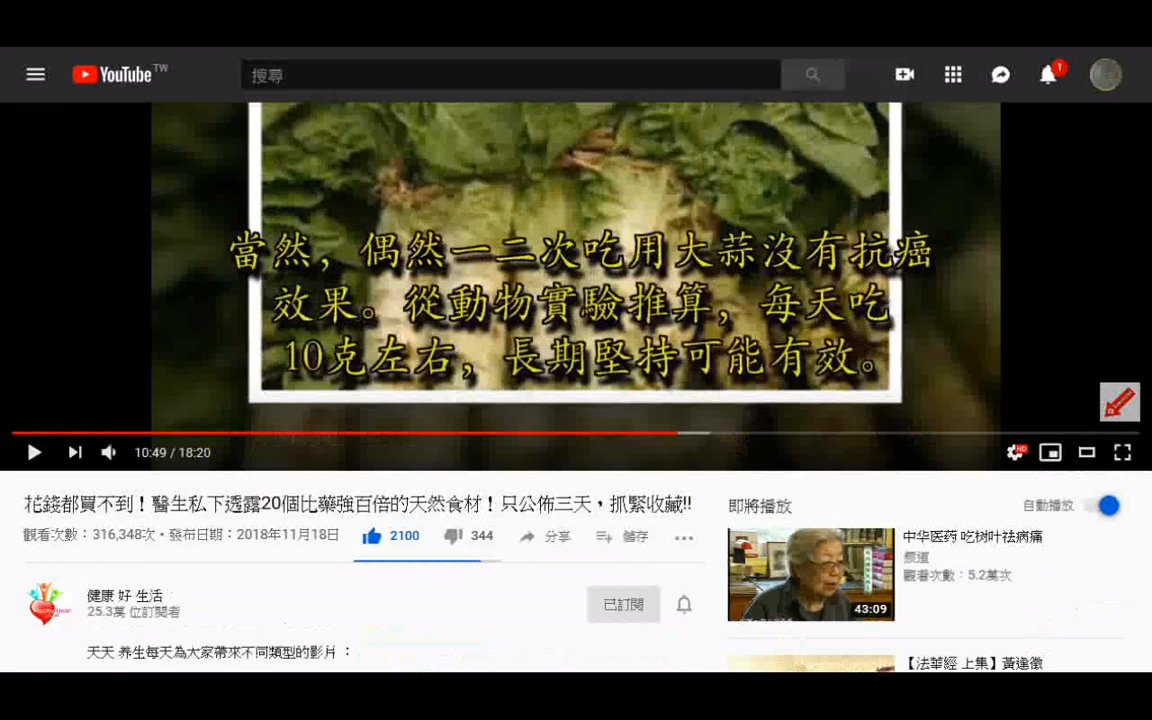 YouTube TW
搜尋
1
當然，偶然一二次吃用大蒜沒有抗癌
效果。從動物實驗推算，每天吃
10克左右，長期堅持可能有效。
10:49 / 18:20
HD
花錢都買不到！醫生私下透露20個比藥強百倍的天然食材！只公佈三天，抓緊收藏!!
觀看次數：316,348次 • 發布日期：2018年11月18日
2100
344
分享
儲存
健康 好 生活
25.3萬 位訂閱者
已訂閱
天天 养生每天為大家帶來不同類型的影片 ：
即將播放
自動播放
中华医药 吃树叶祛病痛
频道
觀看次數：5.2萬次
43:09
【法華經 上集】黃逢徵